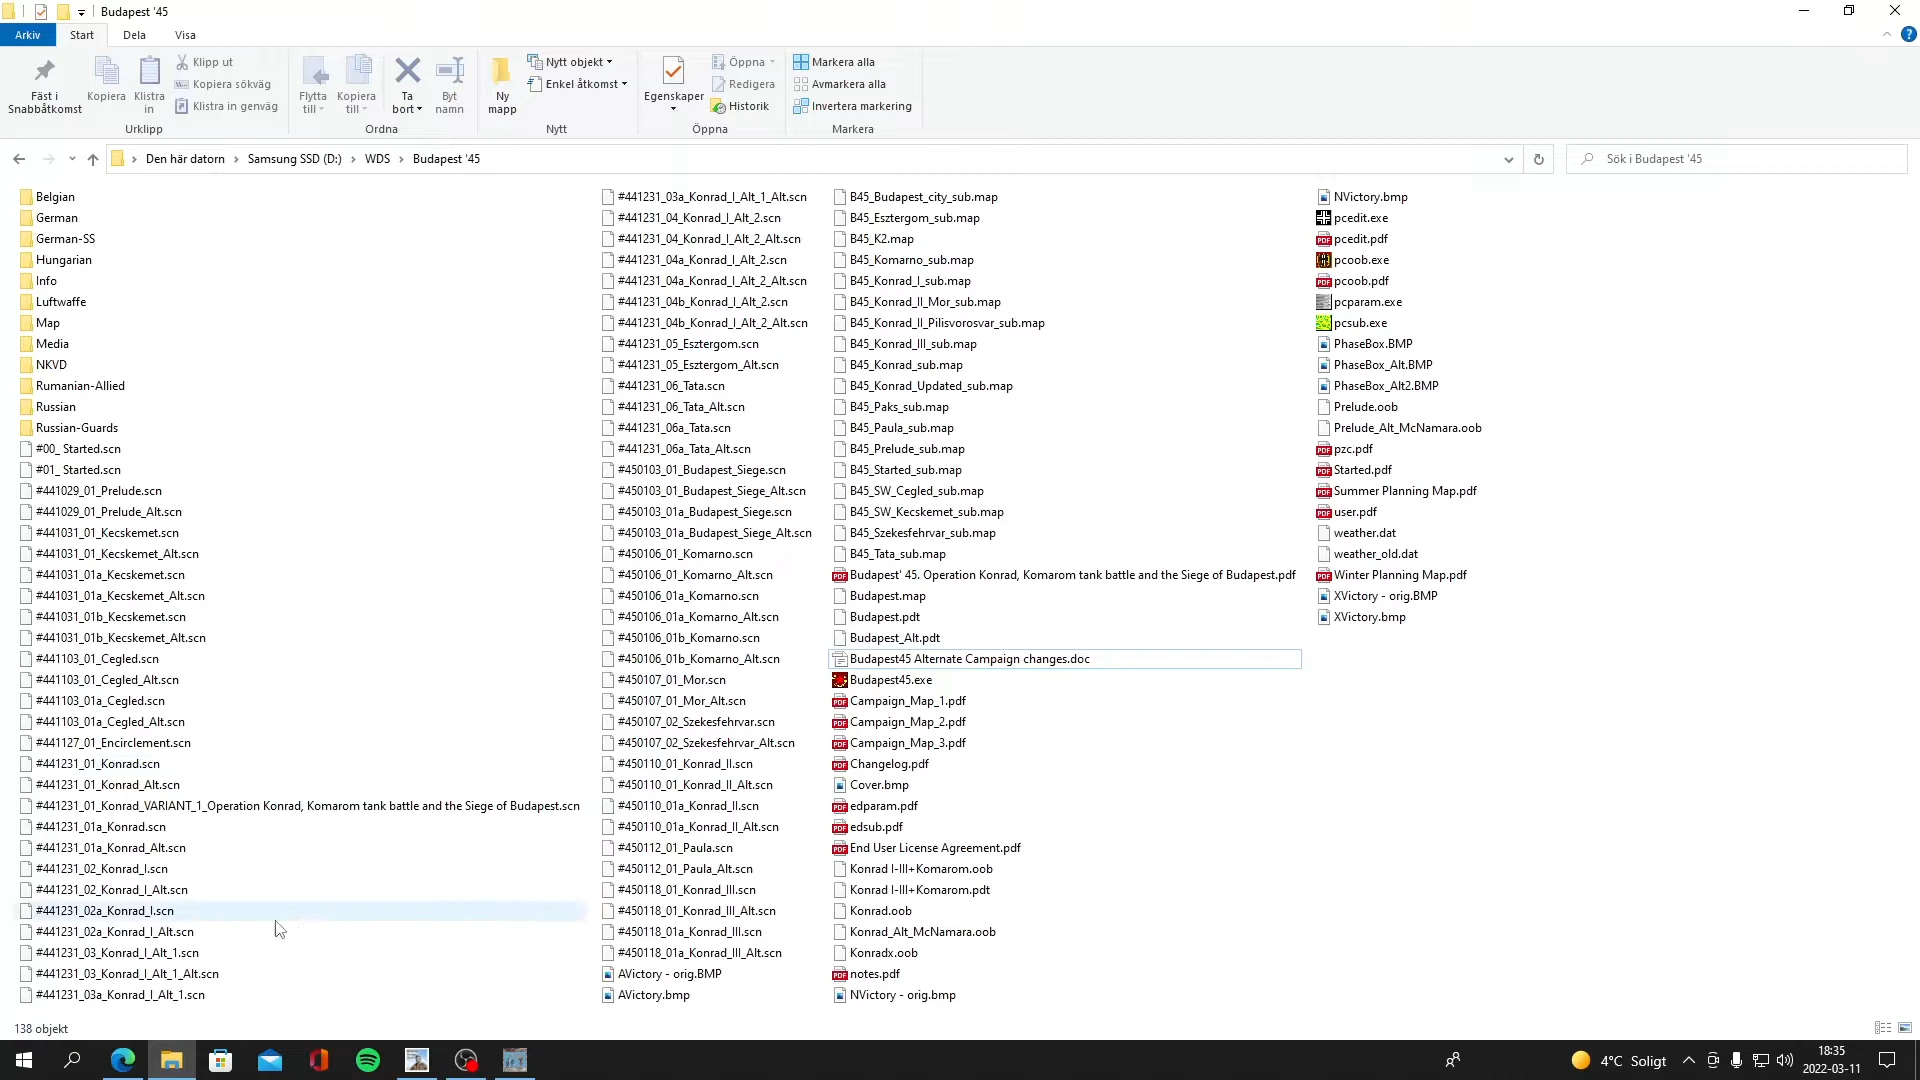 Budapest '45
Arkiv
Start
Dela
Visa
Fäst i Snabbåtkomst
Kopiera
Klistra in
Klipp ut
Kopiera sökväg
Klistra in genväg
Urklipp
Flytta till
Kopiera till
Ta bort
Byt namn
Ordna
Ny mapp
Nytt objekt
Enkel åtkomst
Nytt
Egenskaper
Öppna
Redigera
Historik
Öppna
Markera alla
Avmarkera alla
Invertera markering
Markera
Den här datorn
Samsung SSD (D:)
WDS
Budapest '45
Sök i Budapest '45
Belgian
German
German-SS
Hungarian
Info
Luftwaffe
Map
Media
NKVD
Rumanian-Allied
Russian
Russian-Guards
#00_ Started.scn
#01_ Started.scn
#441029_01_Prelude.scn
#441029_01_Prelude_Alt.scn
#441031_01_Kecskemet.scn
#441031_01_Kecskemet_Alt.scn
#441031_01a_Kecskemet.scn
#441031_01a_Kecskemet_Alt.scn
#441031_01b_Kecskemet.scn
#441031_01b_Kecskemet_Alt.scn
#441103_01_Cegled.scn
#441103_01_Cegled_Alt.scn
#441103_01a_Cegled.scn
#441103_01a_Cegled_Alt.scn
#441127_01_Encirclement.scn
#441231_01_Konrad.scn
#441231_01_Konrad_Alt.scn
#441231_01_Konrad_VARIANT_1_Operation Konrad, Komarom tank battle and the Siege of Budapest.scn
#441231_01a_Konrad.scn
#441231_01a_Konrad_Alt.scn
#441231_02_Konrad_I.scn
#441231_02_Konrad_I_Alt.scn
#441231_02a_Konrad_I.scn
#441231_02a_Konrad_I_Alt.scn
#441231_03_Konrad_I_Alt_1.scn
#441231_03_Konrad_I_Alt_1_Alt.scn
#441231_03a_Konrad_I_Alt_1.scn
#441231_03a_Konrad_I_Alt_1_Alt.scn
#441231_04_Konrad_I_Alt_2.scn
#441231_04_Konrad_I_Alt_2_Alt.scn
#441231_04a_Konrad_I_Alt_2.scn
#441231_04a_Konrad_I_Alt_2_Alt.scn
#441231_04b_Konrad_I_Alt_2.scn
#441231_04b_Konrad_I_Alt_2_Alt.scn
#441231_05_Esztergom.scn
#441231_05_Esztergom_Alt.scn
#441231_06_Tata.scn
#441231_06_Tata_Alt.scn
#441231_06a_Tata.scn
#441231_06a_Tata_Alt.scn
#450103_01_Budapest_Siege.scn
#450103_01_Budapest_Siege_Alt.scn
#450103_01a_Budapest_Siege.scn
#450103_01a_Budapest_Siege_Alt.scn
#450106_01_Komarno.scn
#450106_01_Komarno_Alt.scn
#450106_01a_Komarno.scn
#450106_01a_Komarno_Alt.scn
#450106_01b_Komarno.scn
#450106_01b_Komarno_Alt.scn
#450107_01_Mor.scn
#450107_01_Mor_Alt.scn
#450107_02_Szekesfehrvar.scn
#450107_02_Szekesfehrvar_Alt.scn
#450110_01_Konrad_II.scn
#450110_01_Konrad_II_Alt.scn
#450110_01a_Konrad_II.scn
#450110_01a_Konrad_II_Alt.scn
#450112_01_Paula.scn
#450112_01_Paula_Alt.scn
#450118_01_Konrad_III.scn
#450118_01_Konrad_III_Alt.scn
#450118_01a_Konrad_III.scn
#450118_01a_Konrad_III_Alt.scn
AVictory - orig.BMP
AVictory.bmp
B45_Budapest_city_sub.map
B45_Esztergom_sub.map
B45_K2.map
B45_Komarno_sub.map
B45_Konrad_I_sub.map
B45_Konrad_II_Mor_sub.map
B45_Konrad_II_Pilisvorosvar_sub.map
B45_Konrad_III_sub.map
B45_Konrad_sub.map
B45_Konrad_Updated_sub.map
B45_Paks_sub.map
B45_Paula_sub.map
B45_Prelude_sub.map
B45_Started_sub.map
B45_SW_Cegled_sub.map
B45_SW_Kecskemet_sub.map
B45_Szekesfehrvar_sub.map
B45_Tata_sub.map
Budapest' 45. Operation Konrad, Komarom tank battle and the Siege of Budapest.pdf
Budapest.map
Budapest.pdt
Budapest_Alt.pdt
Budapest45 Alternate Campaign changes.doc
Budapest45.exe
Campaign_Map_1.pdf
Campaign_Map_2.pdf
Campaign_Map_3.pdf
Changelog.pdf
Cover.bmp
edparam.pdf
edsub.pdf
End User License Agreement.pdf
Konrad I-III+Komarom.oob
Konrad I-III+Komarom.pdt
Konrad.oob
Konrad_Alt_McNamara.oob
Konradx.oob
notes.pdf
NVictory - orig.bmp
NVictory.bmp
pcedit.exe
pcedit.pdf
pcoob.exe
pcoob.pdf
pcparam.exe
pcsub.exe
PhaseBox.BMP
PhaseBox_Alt.BMP
PhaseBox_Alt2.BMP
Prelude.oob
Prelude_Alt_McNamara.oob
pzc.pdf
Started.pdf
Summer Planning Map.pdf
user.pdf
weather.dat
weather_old.dat
Winter Planning Map.pdf
XVictory - orig.BMP
XVictory.bmp
138 objekt
4°C Soligt
18:35
2022-03-11